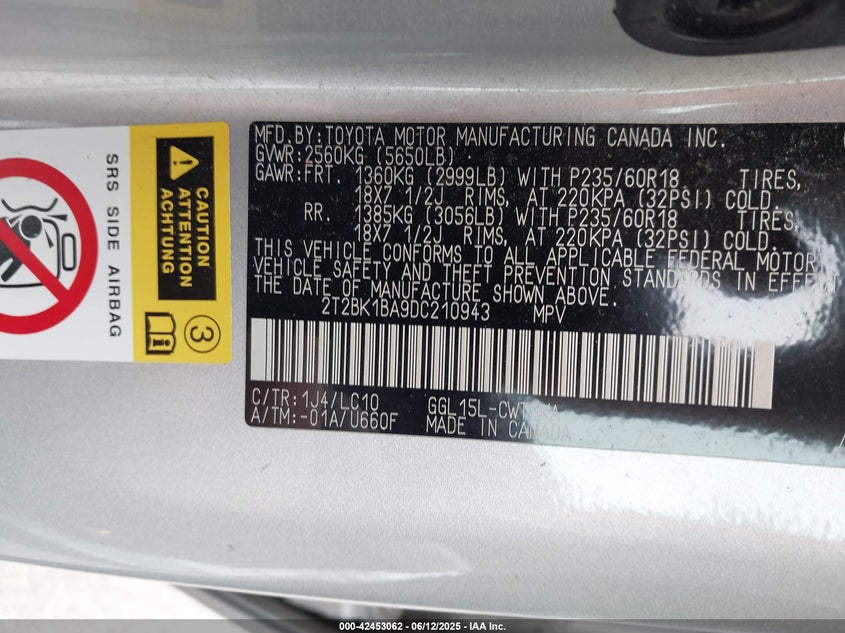 MFD.BY:TOYOTA MOTOR MANUFACTURING CANADA INC.
GVWR:2560KG (5650LB)
GAWR:FRT. 1360KG (2999LB) WITH P235/60R18 TIRES,
18X7 1/2J RIMS, AT 220KPA (32PSI) COLD.
RR. 1385KG (3056LB) WITH P235/60R18 TIRES,
18X7 1/2J RIMS, AT 220KPA (32PSI) COLD.
THIS VEHICLE CONFORMS TO ALL APPLICABLE FEDERAL MOTOR
VEHICLE SAFETY AND THEFT PREVENTION STANDARDS IN EFFECT
THE DATE OF MANUFACTURE SHOWN ABOVE.
2T2BK1BA9DC210943 MPV
C/TR:1J4/LC10
A/TM:-01A/U660F
MADE IN CANADA
SRS SIDE AIRBAG
CAUTION
ATTENTION
ACHTUNG
3
000-42453062 - 06/12/2025 - IAA Inc.